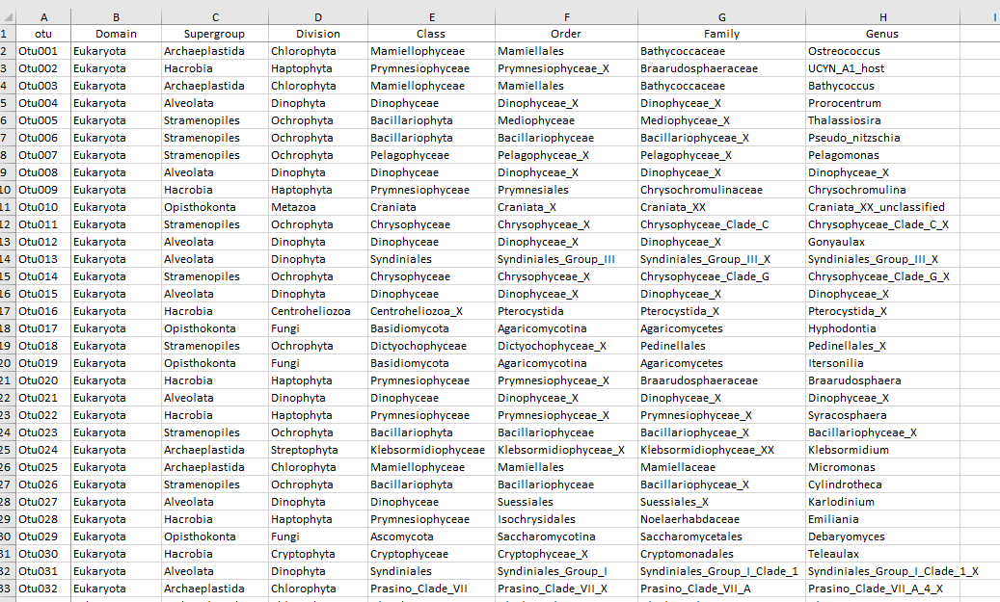 A B C D E F G H I
1 otu Domain Supergroup Division Class Order Family Genus
2 Otu001 Eukaryota Archaeplastida Chlorophyta Mamiellophyceae Mamiellales Bathycoccaceae Ostreococcus
3 Otu002 Eukaryota Hacrobia Haptophyta Prymnesiophyceae Prymnesiophyceae_X Braarudosphaeraceae UCYN_A1_host
4 Otu003 Eukaryota Archaeplastida Chlorophyta Mamiellophyceae Mamiellales Bathycoccaceae Bathycoccus
5 Otu004 Eukaryota Alveolata Dinophyta Dinophyceae Dinophyceae_X Dinophyceae_X Prorocentrum
6 Otu005 Eukaryota Stramenopiles Ochrophyta Bacillariophyta Mediophyceae Mediophyceae_X Thalassiosira
7 Otu006 Eukaryota Stramenopiles Ochrophyta Bacillariophyta Bacillariophyceae Bacillariophyceae_X Pseudo_nitzschia
8 Otu007 Eukaryota Stramenopiles Ochrophyta Pelagophyceae Pelagophyceae_X Pelagophyceae_X Pelagomonas
9 Otu008 Eukaryota Alveolata Dinophyta Dinophyceae Dinophyceae_X Dinophyceae_X Dinophyceae_X
10 Otu009 Eukaryota Hacrobia Haptophyta Prymnesiophyceae Prymnesiales Chrysochromulinaceae Chrysochromulina
11 Otu010 Eukaryota Opisthokonta Metazoa Craniata Craniata_X Craniata_XX Craniata_XX_unclassified
12 Otu011 Eukaryota Stramenopiles Ochrophyta Chrysophyceae Chrysophyceae_X Chrysophyceae_Clade_C Chrysophyceae_Clade_C_X
13 Otu012 Eukaryota Alveolata Dinophyta Dinophyceae Dinophyceae_X Dinophyceae_X Gonyaulax
14 Otu013 Eukaryota Alveolata Dinophyta Syndiniales Syndiniales_Group_III Syndiniales_Group_III_X Syndiniales_Group_III_X
15 Otu014 Eukaryota Stramenopiles Ochrophyta Chrysophyceae Chrysophyceae_X Chrysophyceae_Clade_G Chrysophyceae_Clade_G_X
16 Otu015 Eukaryota Alveolata Dinophyta Dinophyceae Dinophyceae_X Dinophyceae_X Dinophyceae_X
17 Otu016 Eukaryota Hacrobia Centroheliozoa Centroheliozoa_X Pterocystida Pterocystida_X Pterocystida_X
18 Otu017 Eukaryota Opisthokonta Fungi Basidiomycota Agaricomycotina Agaricomycetes Hyphodontia
19 Otu018 Eukaryota Stramenopiles Ochrophyta Dictyochophyceae Dictyochophyceae_X Pedinellales Pedinellales_X
20 Otu019 Eukaryota Opisthokonta Fungi Basidiomycota Agaricomycotina Agaricomycetes Itersonilia
21 Otu020 Eukaryota Hacrobia Haptophyta Prymnesiophyceae Prymnesiophyceae_X Braarudosphaeraceae Braarudosphaera
22 Otu021 Eukaryota Alveolata Dinophyta Dinophyceae Dinophyceae_X Dinophyceae_X Dinophyceae_X
23 Otu022 Eukaryota Hacrobia Haptophyta Prymnesiophyceae Prymnesiophyceae_X Prymnesiophyceae_X Syracosphaera
24 Otu023 Eukaryota Stramenopiles Ochrophyta Bacillariophyta Bacillariophyceae Bacillariophyceae_X Bacillariophyceae_X
25 Otu024 Eukaryota Archaeplastida Streptophyta Klebsormidiophyceae Klebsormidiophyceae_X Klebsormidiophyceae_XX Klebsormidium
26 Otu025 Eukaryota Archaeplastida Chlorophyta Mamiellophyceae Mamiellales Mamiellaceae Micromonas
27 Otu026 Eukaryota Stramenopiles Ochrophyta Bacillariophyta Bacillariophyceae Bacillariophyceae_X Cylindrotheca
28 Otu027 Eukaryota Alveolata Dinophyta Dinophyceae Suessiales Suessiales_X Karlodinium
29 Otu028 Eukaryota Hacrobia Haptophyta Prymnesiophyceae Isochrysidales Noelaerhabdaceae Emiliania
30 Otu029 Eukaryota Opisthokonta Fungi Ascomycota Saccharomycotina Saccharomycetales Debaryomyces
31 Otu030 Eukaryota Hacrobia Cryptophyta Cryptophyceae Cryptophyceae_X Cryptomonadales Teleaulax
32 Otu031 Eukaryota Alveolata Dinophyta Syndiniales Syndiniales_Group_I Syndiniales_Group_I_Clade_1 Syndiniales_Group_I_Clade_1_X
33 Otu032 Eukaryota Archaeplastida Chlorophyta Prasino_Clade_VII Prasino_Clade_VII_X Prasino_Clade_VII_A Prasino_Clade_VII_A_4_X